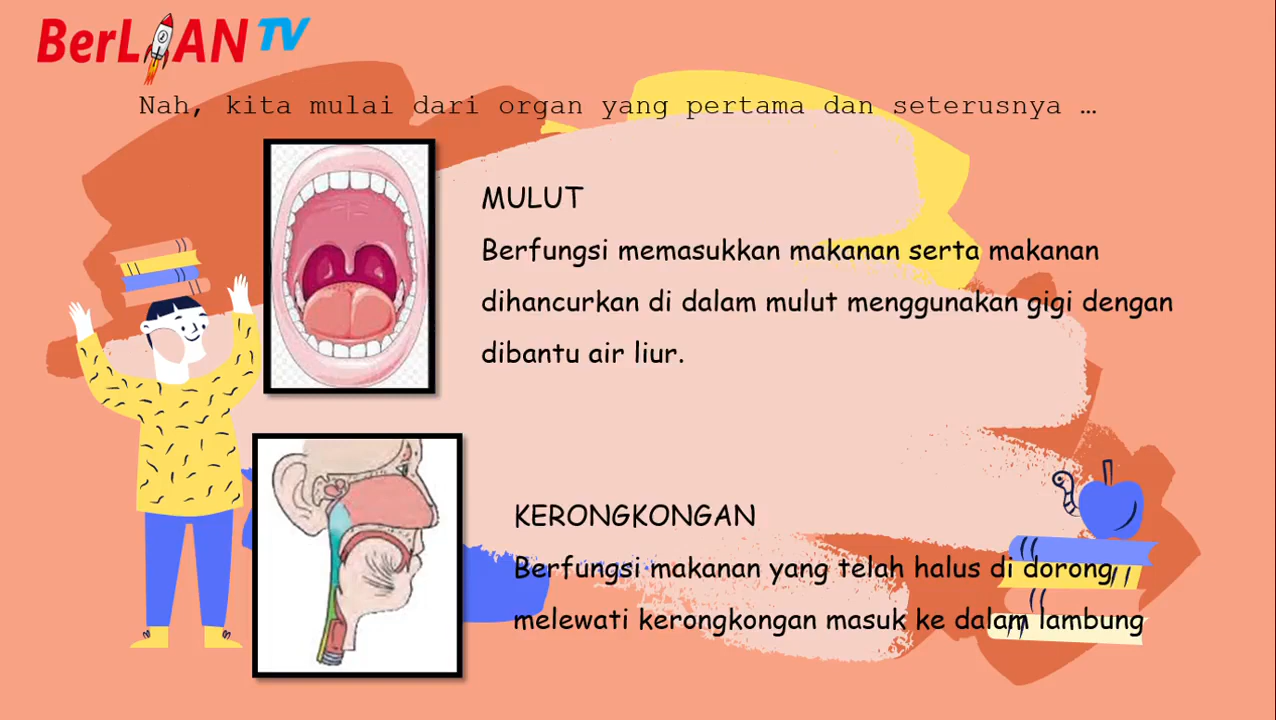 BerLIAN TV
Nah, kita mulai dari organ yang pertama dan seterusnya …
MULUT
Berfungsi memasukkan makanan serta makanan
dihancurkan di dalam mulut menggunakan gigi dengan
dibantu air liur.
KERONGKONGAN
Berfungsi makanan yang telah halus di dorong
melewati kerongkongan masuk ke dalam lambung